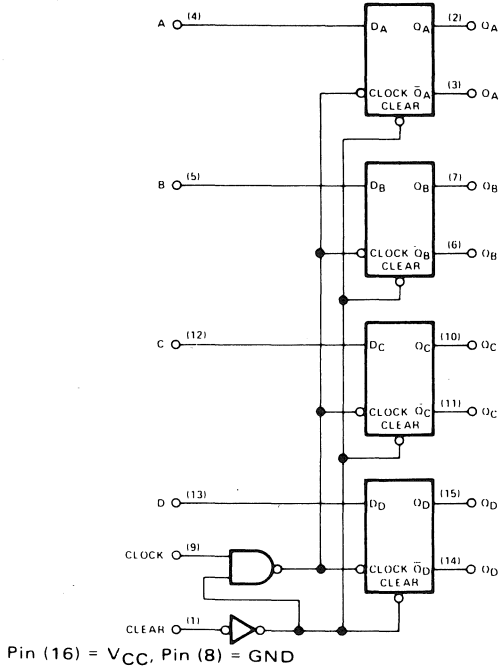 A (4) DA QA (2) QA
CLOCK Q̄A (3) QA
CLEAR
B (5) DB QB (7) QB
CLOCK QB (6) QB
CLEAR
C (12) DC QC (10) QC
CLOCK QC (11) QC
CLEAR
D (13) DD QD (15) QD
CLOCK (9)
CLOCK Q̄D (14) QD
CLEAR
CLEAR (1)
Pin (16) = VCC, Pin (8) = GND